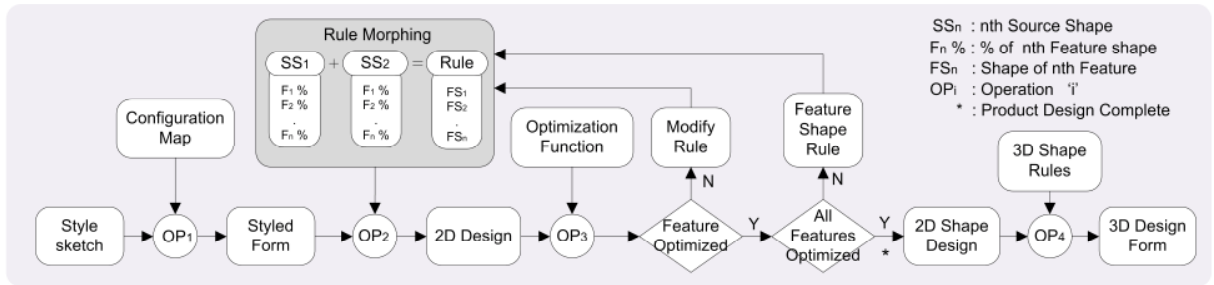 Rule Morphing
SS1 + SS2 = Rule
F1 % F1 % FS1
F2 % F2 % FS2
. . .
Fn % Fn % FSn
SSn : nth Source Shape
Fn % : % of nth Feature shape
FSn : Shape of nth Feature
OPi : Operation 'i'
* : Product Design Complete
Configuration
Map
Optimization
Function
Modify
Rule
Feature
Shape
Rule
3D Shape
Rules
N
N
Style
sketch
OP1
Styled
Form
OP2
2D Design
OP3
Feature
Optimized
Y
All
Features
Optimized
Y
*
2D Shape
Design
OP4
3D Design
Form